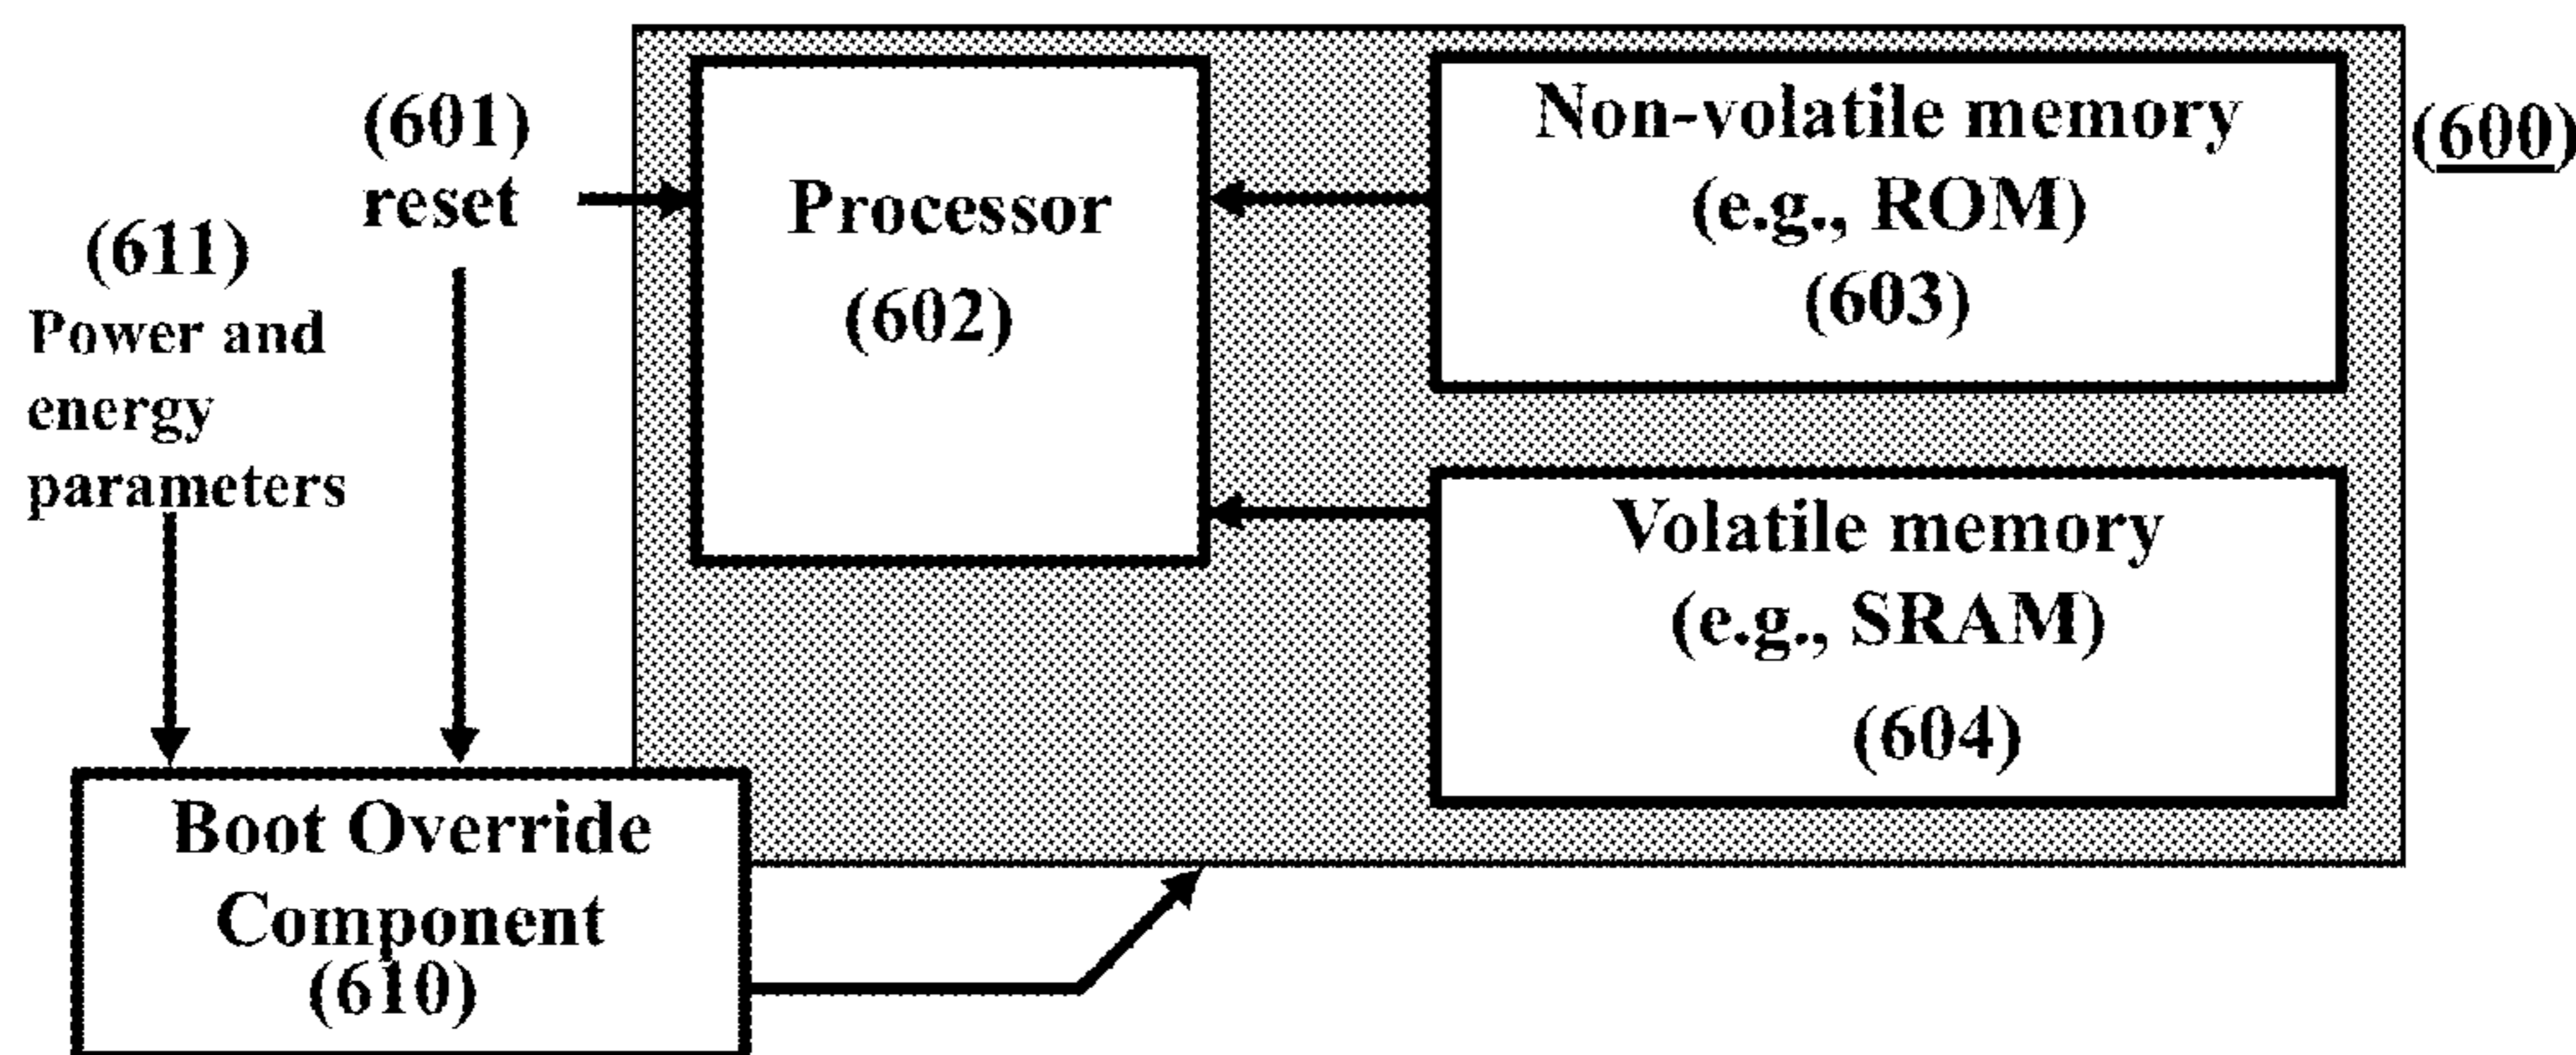 (601)
reset
(611)
Power and
energy
parameters
Processor
(602)
Non-volatile memory
(e.g., ROM)
(603)
(600)
Volatile memory
(e.g., SRAM)
(604)
Boot Override
Component
(610)